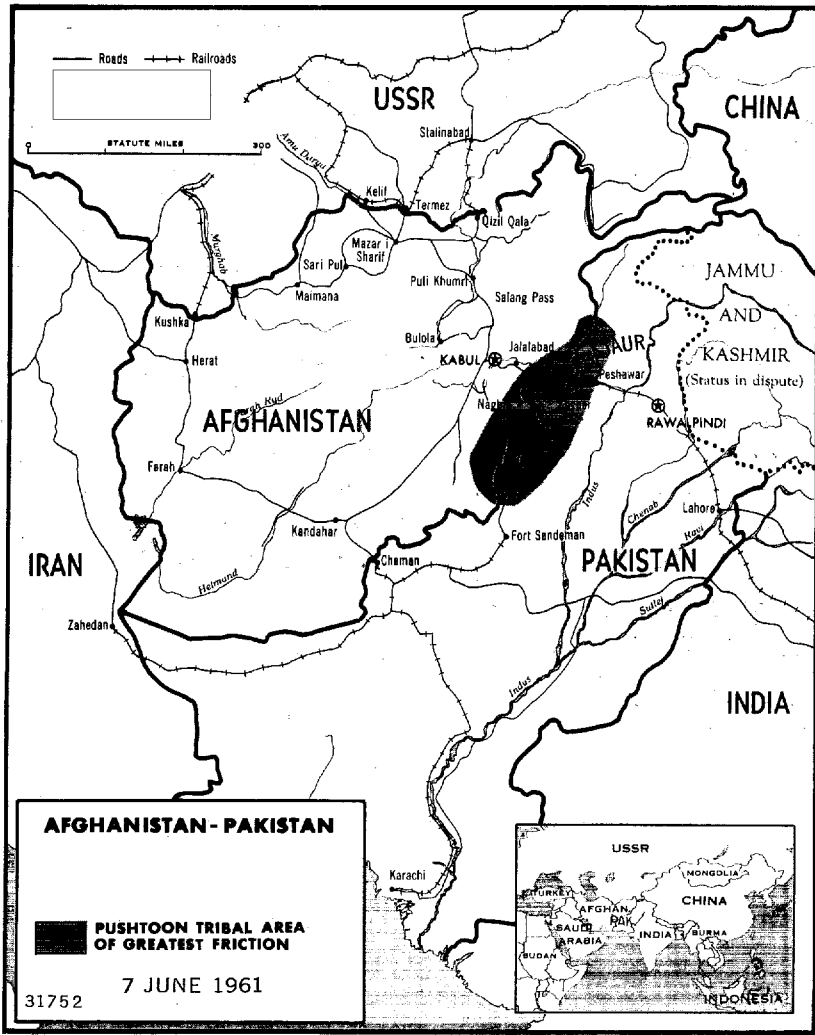 Roads Railroads
STATUTE MILES
0 300
USSR
CHINA
Stalinabad
Amu Darya
Kelif
Termez
Qizil Qala
Murghab
Mazar i
Sharif
Sari Pul
Maimana
Puli Khumri
Salang Pass
JAMMU
AND
KASHMIR
(Status in dispute)
Kushka
Bulola
Jalalabad
AUR
Herat
KABUL
Peshawar
Nagh
RAWALPINDI
AFGHANISTAN
Farah
Indus
Chenab
Lahore
Ravi
Kandahar
Fort Sandeman
IRAN
Chaman
PAKISTAN
Helmund
Sutlej
Zahedan
Indus
INDIA
Karachi
AFGHANISTAN-PAKISTAN
PUSHTOON TRIBAL AREA
OF GREATEST FRICTION
7 JUNE 1961
31752
USSR
MONGOLIA
TURKEY
CHINA
AFGHAN
PAK
SAUDI
ARABIA
INDIA
BURMA
SUDAN
INDONESIA